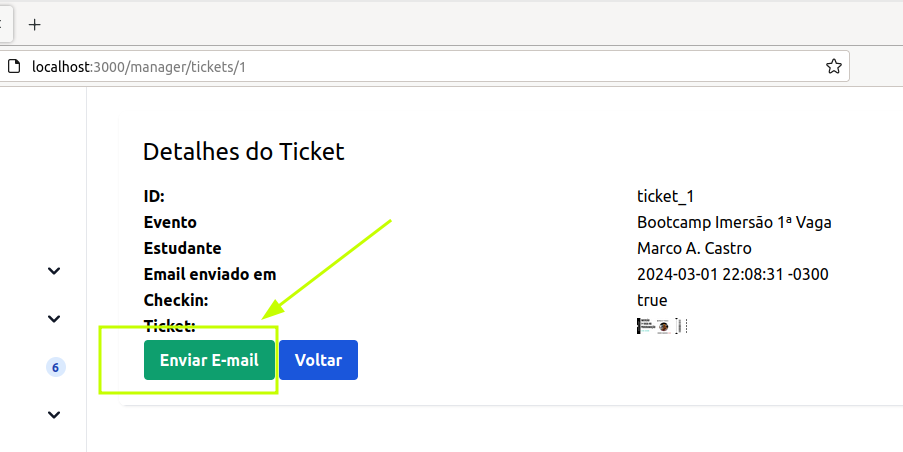 localhost:3000/manager/tickets/1
Detalhes do Ticket
ID: ticket_1
Evento Bootcamp Imersão 1ª Vaga
Estudante Marco A. Castro
Email enviado em 2024-03-01 22:08:31 -0300
Checkin: true
Ticket:
6
Enviar E-mail Voltar